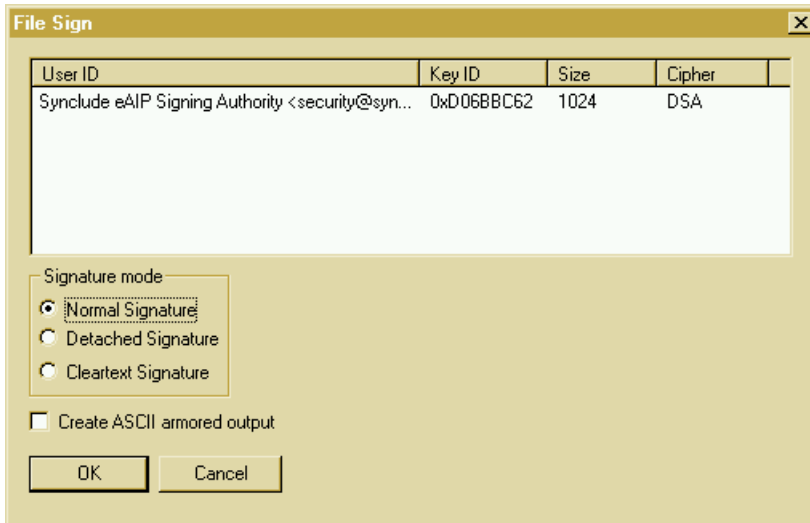 File Sign
User ID Key ID Size Cipher
Synclude eAIP Signing Authority <security@syn... 0xD06BBC62 1024 DSA
Signature mode
Normal Signature
Detached Signature
Cleartext Signature
Create ASCII armored output
OK Cancel